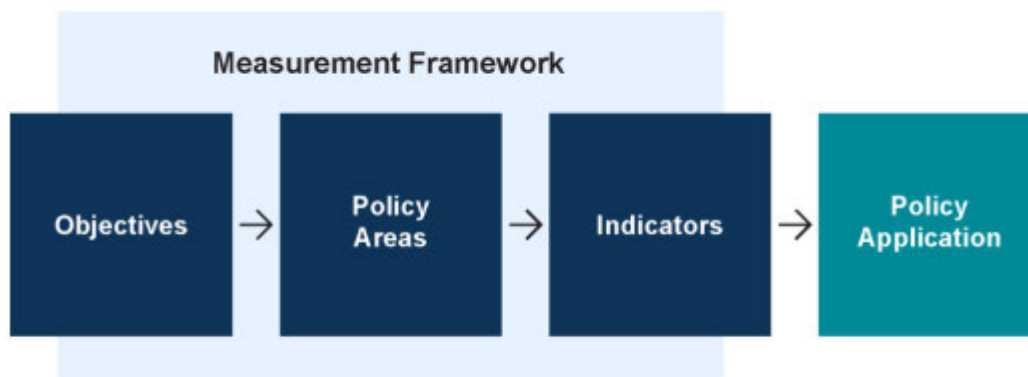 Measurement Framework
Objectives
Policy
Areas
Indicators
Policy
Application